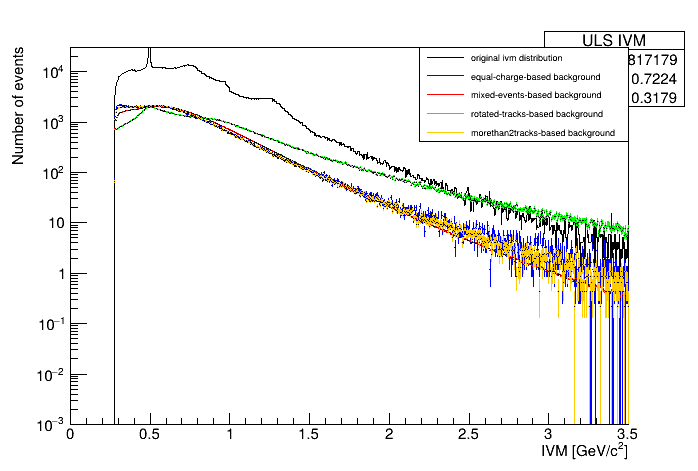 ULS IVM
817179
0.7224
0.3179
original ivm distribution
equal-charge-based background
mixed-events-based background
rotated-tracks-based background
morethan2tracks-based background
Number of events
10⁴
10³
10²
10
1
10⁻¹
10⁻²
10⁻³
0 0.5 1 1.5 2 2.5 3 3.5
IVM [GeV/c²]